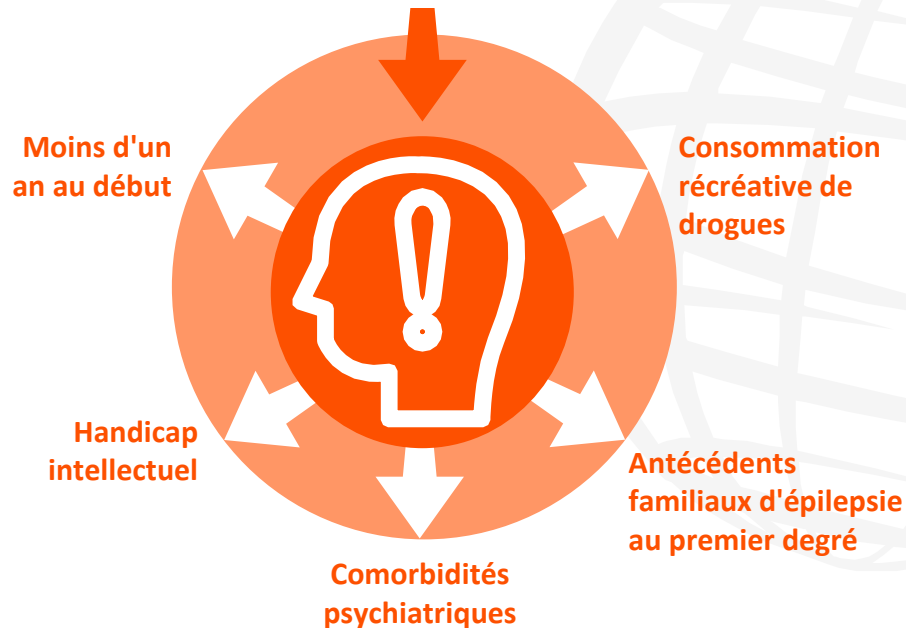 Moins d'un
an au début
Consommation
récréative de
drogues
Handicap
intellectuel
Antécédents
familiaux d'épilepsie
au premier degré
Comorbidités
psychiatriques